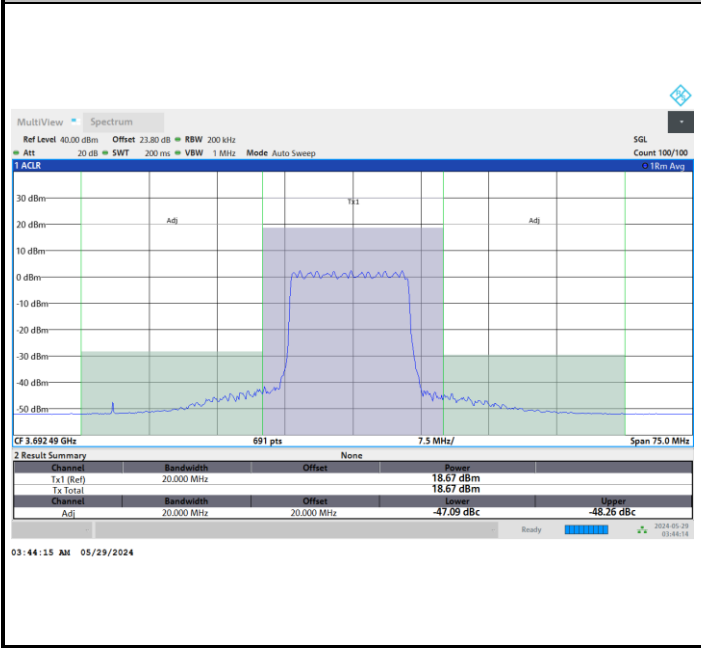 MultiView Spectrum
Ref Level 40.00 dBm Offset 23.80 dB RBW 200 kHz SGL
Att 20 dB SWT 200 ms VBW 1 MHz Mode Auto Sweep Count 100/100
1 ACLR 1Rm Avg
30 dBm
Tx1
20 dBm
Adj
Adj
10 dBm
0 dBm
-10 dBm
-20 dBm
-30 dBm
-40 dBm
-50 dBm
CF 3.692 49 GHz 691 pts 7.5 MHz/ Span 75.0 MHz
2 Result Summary None
Channel Bandwidth Offset Power
Tx1 (Ref) 20.000 MHz 18.67 dBm
Tx Total 18.67 dBm
Channel Bandwidth Offset Lower Upper
Adj 20.000 MHz 20.000 MHz -47.09 dBc -48.26 dBc
Ready 2024-05-29
03:44:14
03:44:15 AM 05/29/2024